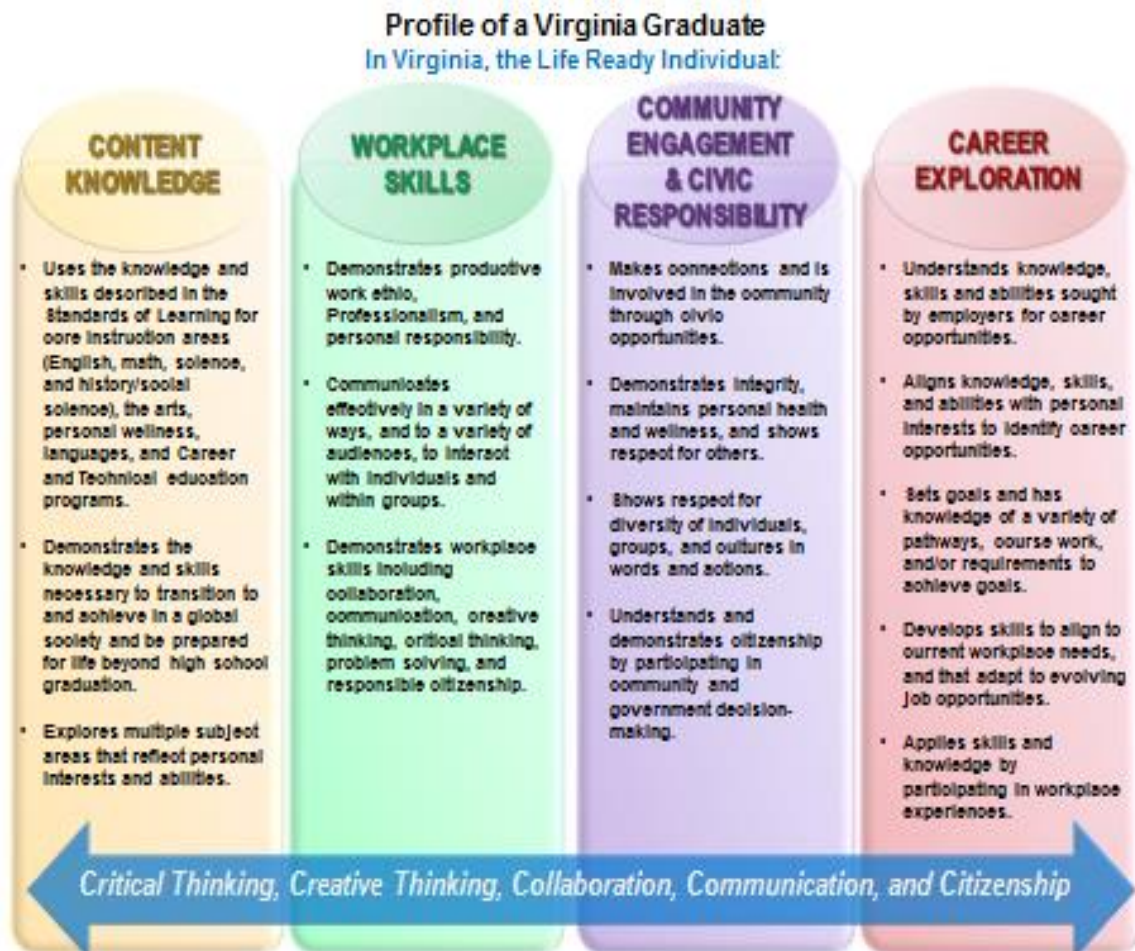 Profile of a Virginia Graduate
In Virginia, the Life Ready Individual:
CONTENT
KNOWLEDGE
• Uses the knowledge and
skills described in the
Standards of Learning for
core instruction areas
(English, math, science,
and history/social
science), the arts,
personal wellness,
languages, and Career
and Technical education
programs.
• Demonstrates the
knowledge and skills
necessary to transition to
and achieve in a global
society and be prepared
for life beyond high school
graduation.
• Explores multiple subject
areas that reflect personal
interests and abilities.
WORKPLACE
SKILLS
• Demonstrates productive
work ethic,
Professionalism, and
personal responsibility.
• Communicates
effectively in a variety of
ways, and to a variety of
audiences, to interact
with individuals and
within groups.
• Demonstrates workplace
skills including
collaboration,
communication, creative
thinking, critical thinking,
problem solving, and
responsible citizenship.
COMMUNITY
ENGAGEMENT
& CIVIC
RESPONSIBILITY
• Makes connections and is
involved in the community
through civic
opportunities.
• Demonstrates integrity,
maintains personal health
and wellness, and shows
respect for others.
• Shows respect for
diversity of individuals,
groups, and cultures in
words and actions.
• Understands and
demonstrates citizenship
by participating in
community and
government decision-
making.
CAREER
EXPLORATION
• Understands knowledge,
skills and abilities sought
by employers for career
opportunities.
• Aligns knowledge, skills,
and abilities with personal
interests to identify career
opportunities.
• Sets goals and has
knowledge of a variety of
pathways, course work,
and/or requirements to
achieve goals.
• Develops skills to align to
current workplace needs,
and that adapt to evolving
job opportunities.
• Applies skills and
knowledge by
participating in workplace
experiences.
Critical Thinking, Creative Thinking, Collaboration, Communication, and Citizenship